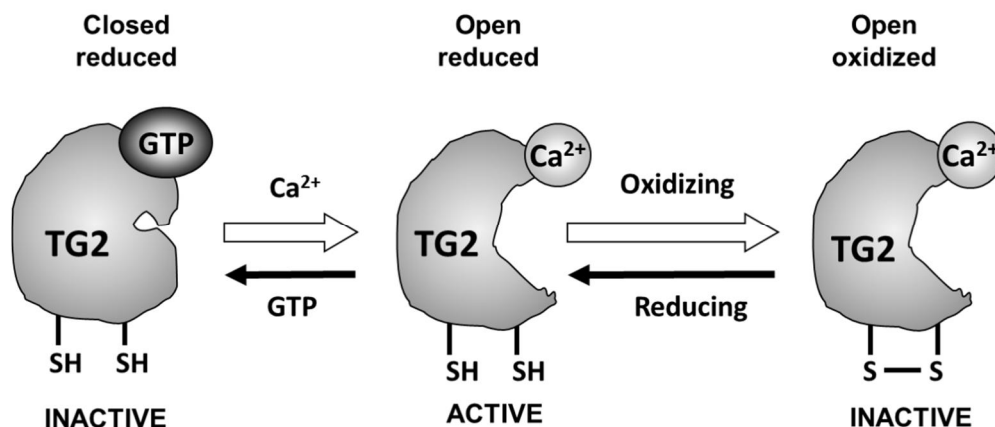 Closed
reduced
Open
reduced
Open
oxidized
GTP
TG2
SH SH
INACTIVE
Ca²⁺
GTP
Ca²⁺
TG2
SH SH
ACTIVE
Oxidizing
Reducing
Ca²⁺
TG2
S S
INACTIVE